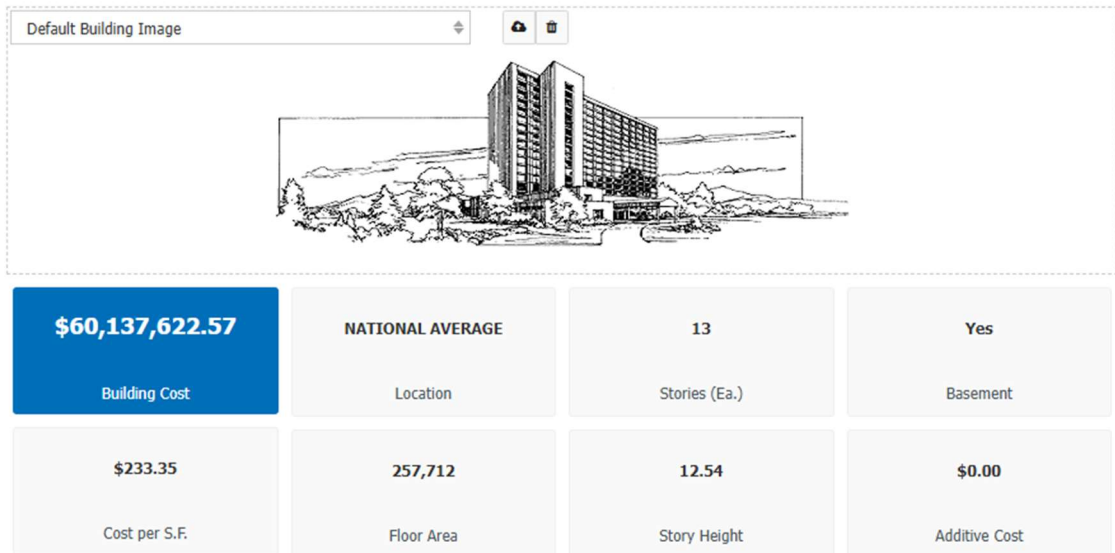 Default Building Image
$60,137,622.57
Building Cost
NATIONAL AVERAGE
Location
13
Stories (Ea.)
Yes
Basement
$233.35
Cost per S.F.
257,712
Floor Area
12.54
Story Height
$0.00
Additive Cost